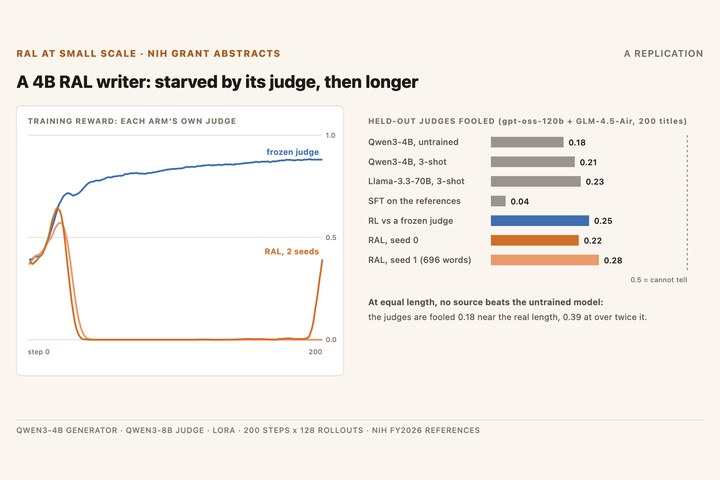 RAL AT SMALL SCALE · NIH GRANT ABSTRACTS
A REPLICATION
A 4B RAL writer: starved by its judge, then longer
TRAINING REWARD: EACH ARM'S OWN JUDGE
1.0
frozen judge
0.5
RAL, 2 seeds
0.0
step 0
200
HELD-OUT JUDGES FOOLED (gpt-oss-120b + GLM-4.5-Air, 200 titles)
Qwen3-4B, untrained 0.18
Qwen3-4B, 3-shot 0.21
Llama-3.3-70B, 3-shot 0.23
SFT on the references 0.04
RL vs a frozen judge 0.25
RAL, seed 0 0.22
RAL, seed 1 (696 words) 0.28
0.5 = cannot tell
At equal length, no source beats the untrained model:
the judges are fooled 0.18 near the real length, 0.39 at over twice it.
QWEN3-4B GENERATOR · QWEN3-8B JUDGE · LORA · 200 STEPS x 128 ROLLOUTS · NIH FY2026 REFERENCES